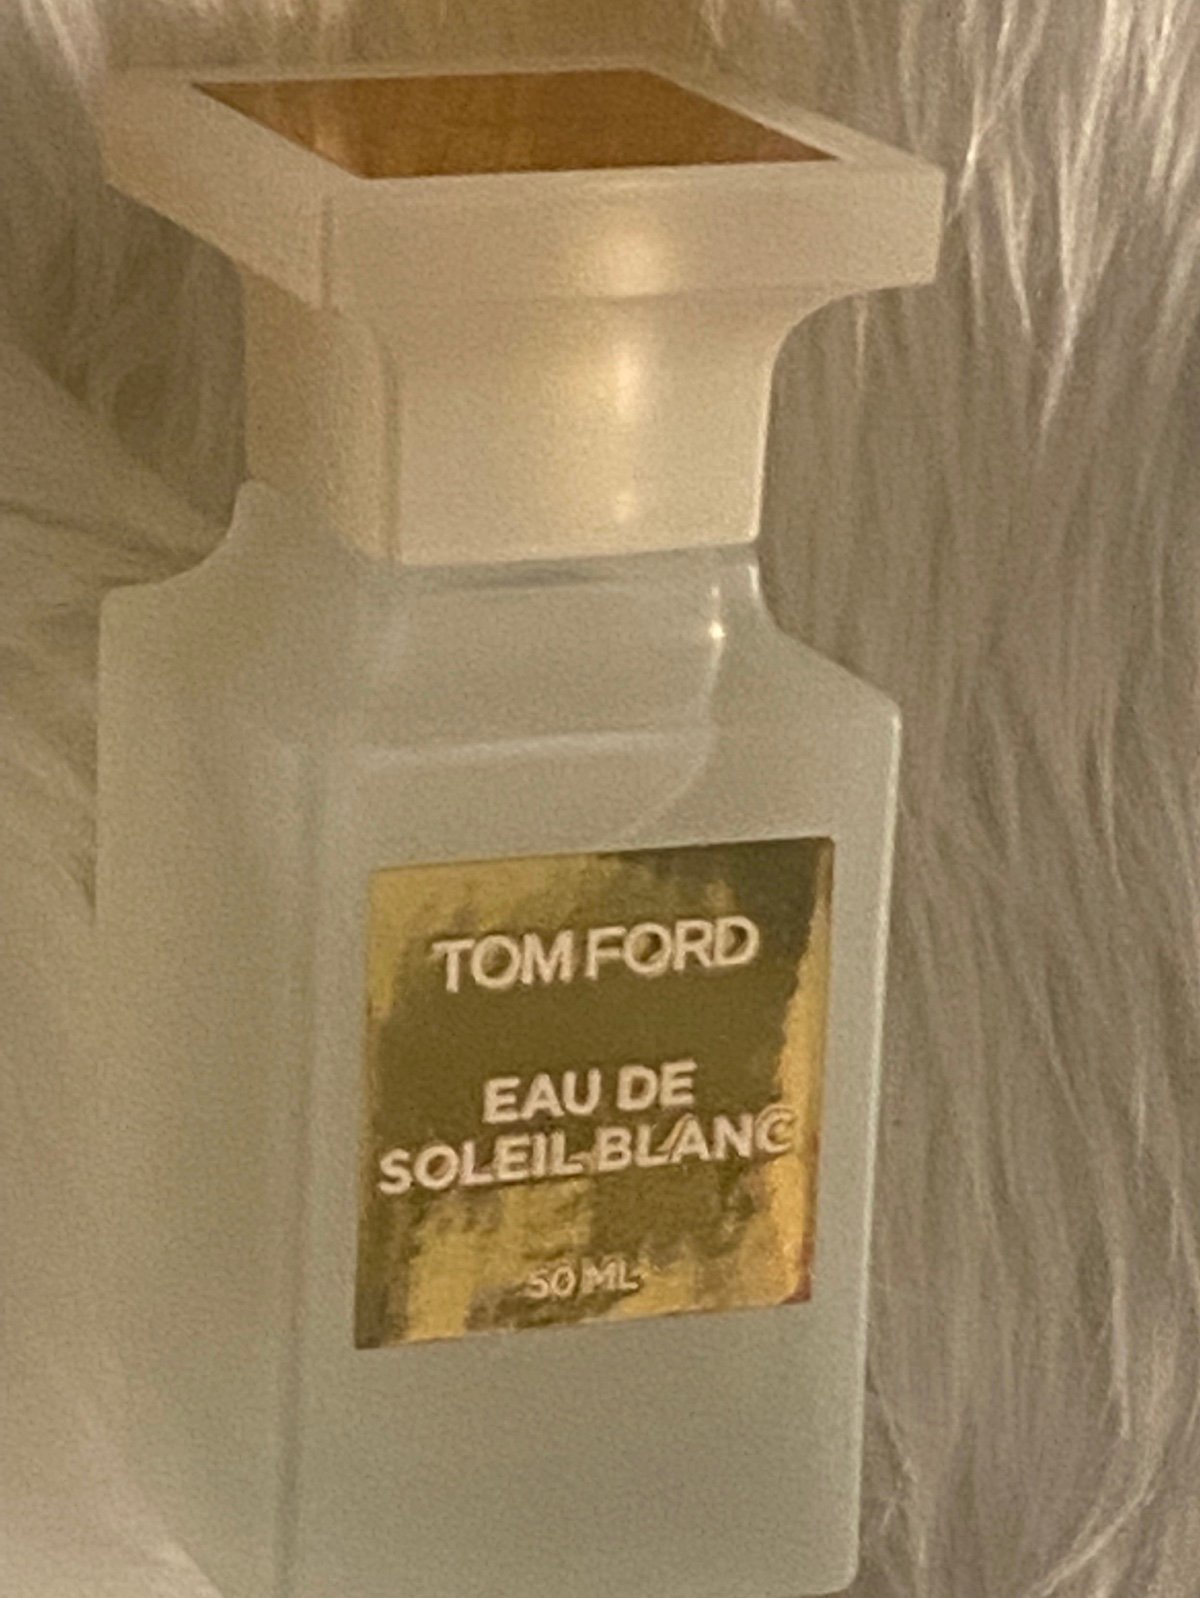 TOM FORD
EAU DE
SOLEIL BLANC
50 ML